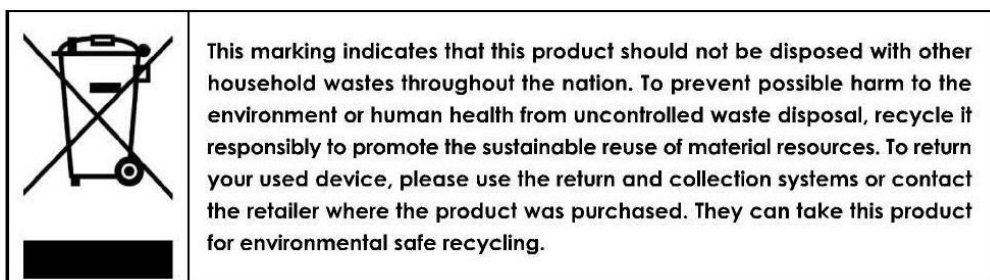 This marking indicates that this product should not be disposed with other
household wastes throughout the nation. To prevent possible harm to the
environment or human health from uncontrolled waste disposal, recycle it
responsibly to promote the sustainable reuse of material resources. To return
your used device, please use the return and collection systems or contact
the retailer where the product was purchased. They can take this product
for environmental safe recycling.